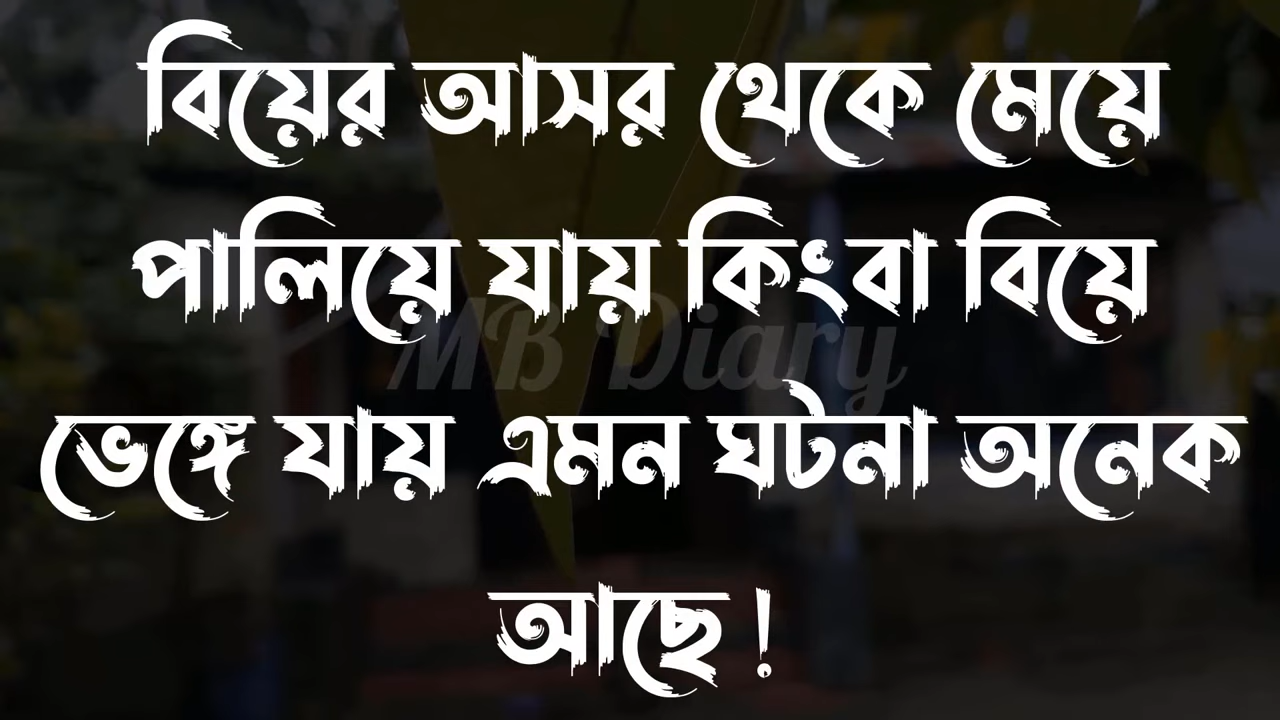 বিয়ের আসর থেকে মেয়ে
পালিয়ে যায় কিংবা বিয়ে
MB Diary
ভেঙ্গে যায় এমন ঘটনা অনেক
আছে !